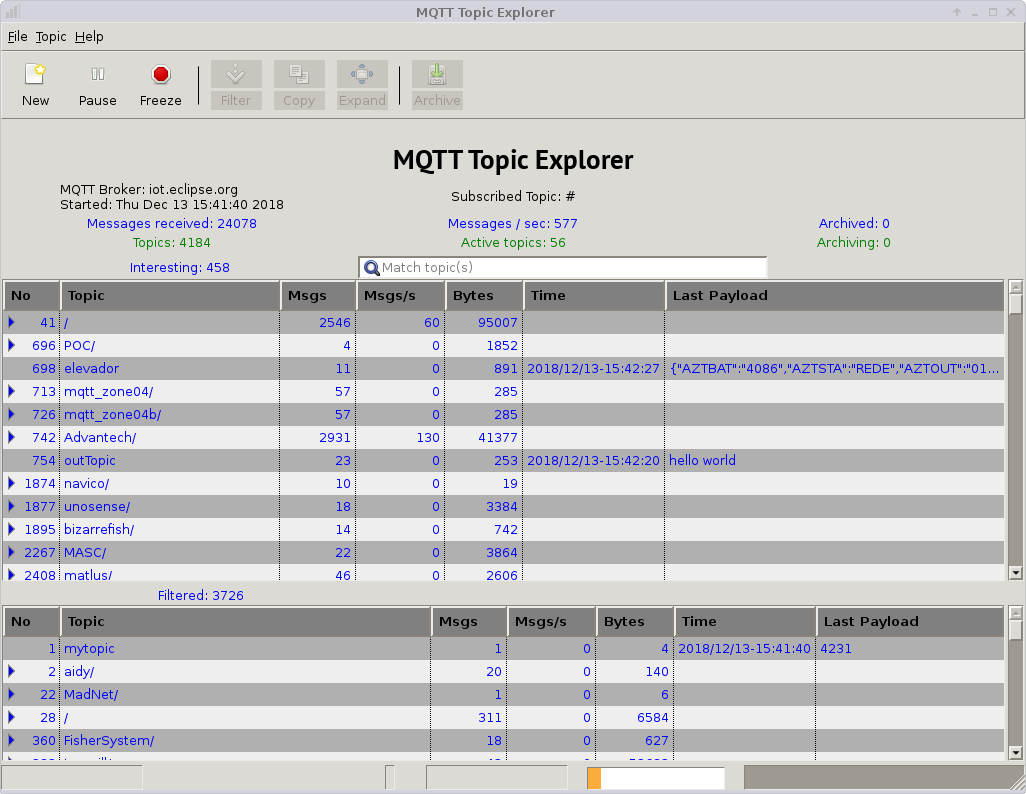 MQTT Topic Explorer
File Topic Help
New Pause Freeze Filter Copy Expand Archive
MQTT Topic Explorer
MQTT Broker: iot.eclipse.org
Started: Thu Dec 13 15:41:40 2018
Subscribed Topic: #
Messages received: 24078 Messages / sec: 577 Archived: 0
Topics: 4184 Active topics: 56 Archiving: 0
Interesting: 458 Match topic(s)
No Topic Msgs Msgs/s Bytes Time Last Payload
41 / 2546 60 95007
696 POC/ 4 0 1852
698 elevador 11 0 891 2018/12/13-15:42:27 {"AZTBAT":"4086","AZTSTA":"REDE","AZTOUT":"01...
713 mqtt_zone04/ 57 0 285
726 mqtt_zone04b/ 57 0 285
742 Advantech/ 2931 130 41377
754 outTopic 23 0 253 2018/12/13-15:42:20 hello world
1874 navico/ 10 0 19
1877 unosense/ 18 0 3384
1895 bizarrefish/ 14 0 742
2267 MASC/ 22 0 3864
2408 matlus/ 46 0 2606
Filtered: 3726
No Topic Msgs Msgs/s Bytes Time Last Payload
1 mytopic 1 0 4 2018/12/13-15:41:40 4231
2 aidy/ 20 0 140
22 MadNet/ 1 0 6
28 / 311 0 6584
360 FisherSystem/ 18 0 627